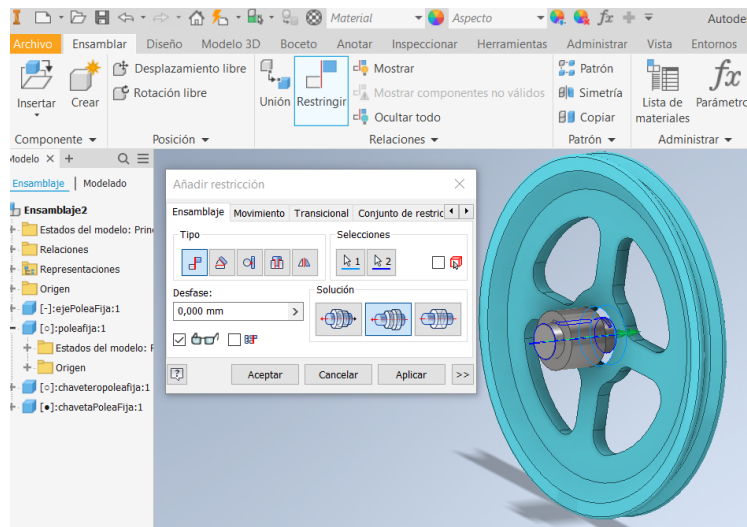 Material Aspecto fx Autode
Archivo Ensamblar Diseño Modelo 3D Boceto Anotar Inspeccionar Herramientas Administrar Vista Entornos
Insertar Crear Desplazamiento libre Rotación libre Unión Restringir Mostrar Mostrar componentes no válidos Ocultar todo Patrón Simetría Copiar Lista de materiales fx Parámetro
Componente Posición Relaciones Patrón Administrar
Modelo × +
Ensamblaje | Modelado
Ensamblaje2
Estados del modelo: Prin
Relaciones
Representaciones
Origen
[-]:ejePoleaFija:1
[o]:poleafija:1
Estados del modelo: P
Origen
[o]:chaveteropoleafija:1
[●]:chavetaPoleaFija:1
Añadir restricción
Ensamblaje Movimiento Transicional Conjunto de restric
Tipo Selecciones
1 2
Desfase: Solución
0,000 mm >
Aceptar Cancelar Aplicar >>